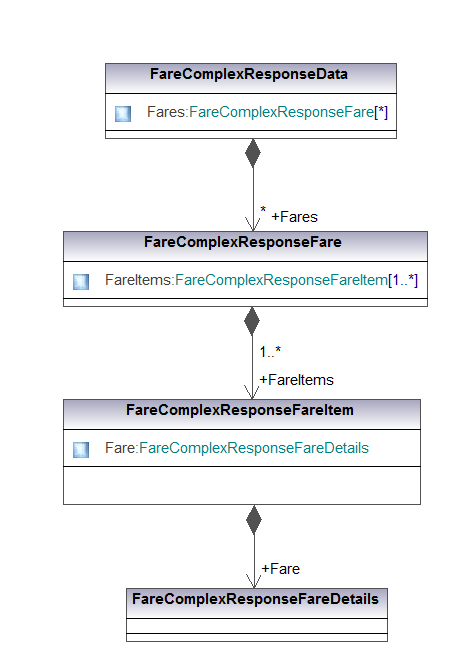 FareComplexResponseData
Fares:FareComplexResponseFare[*]
* +Fares
FareComplexResponseFare
FareItems:FareComplexResponseFareItem[1..*]
1..*
+FareItems
FareComplexResponseFareItem
Fare:FareComplexResponseFareDetails
+Fare
FareComplexResponseFareDetails